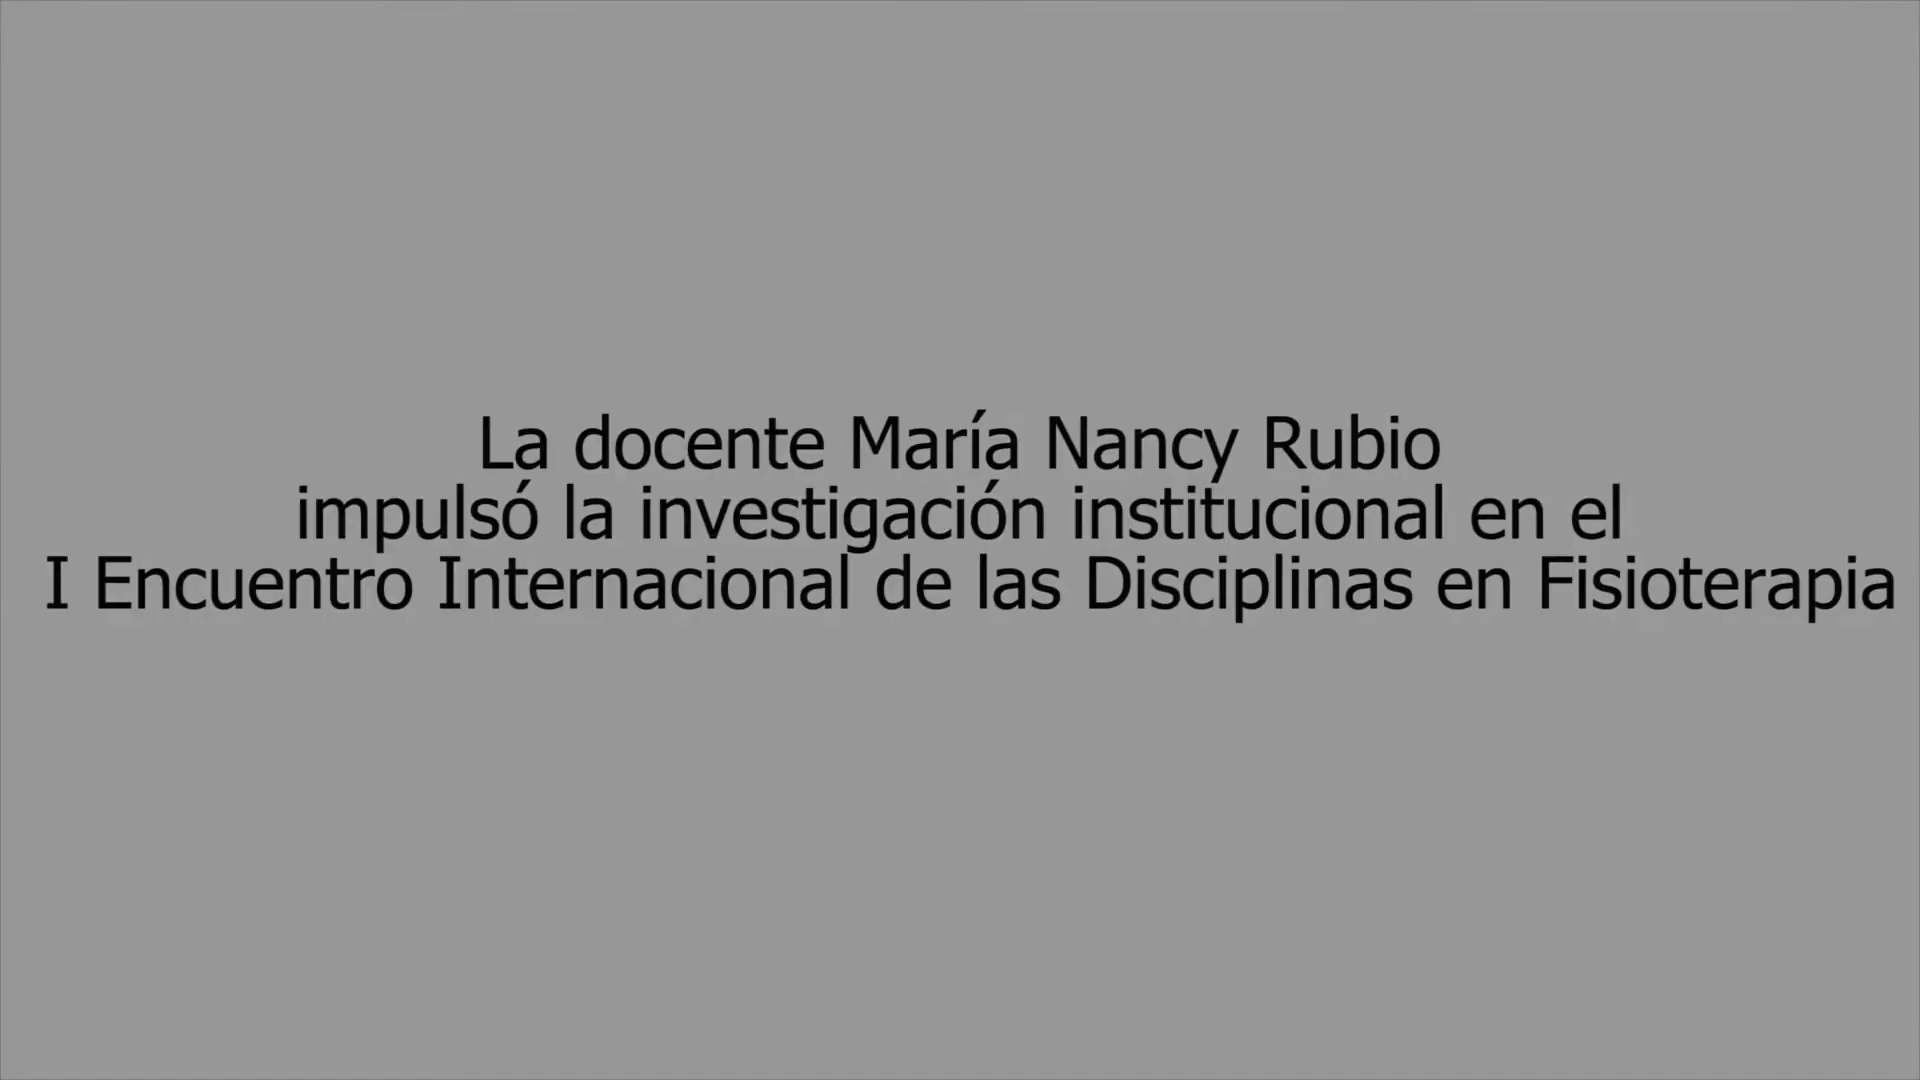 La docente María Nancy Rubio
impulsó la investigación institucional en el
I Encuentro Internacional de las Disciplinas en Fisioterapia